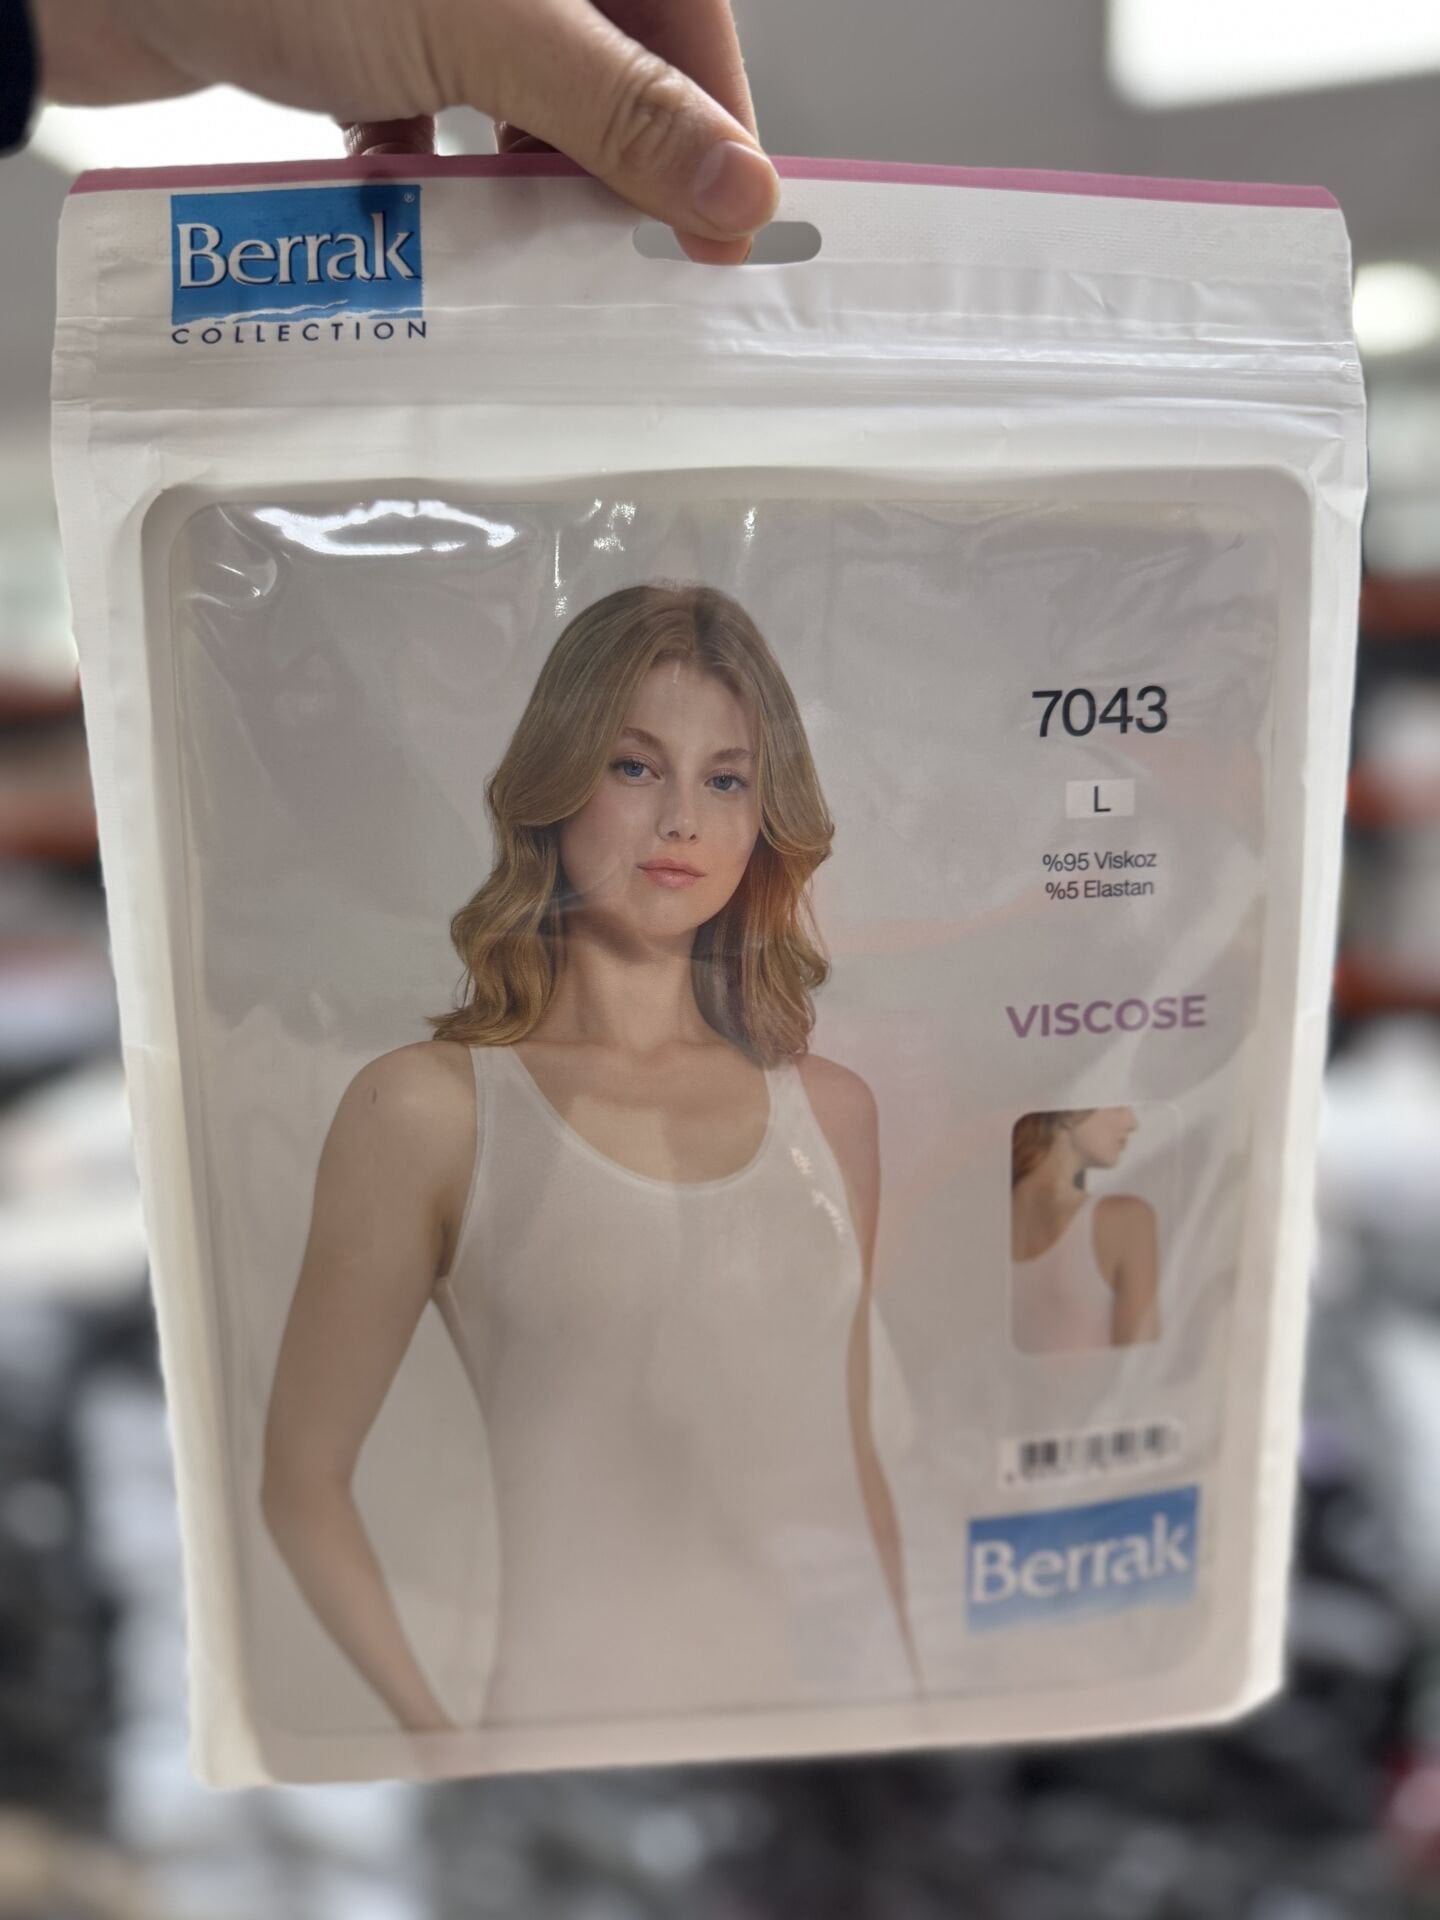 Berrak®
COLLECTION
7043
L
%95 Viskoz
%5 Elastan
VISCOSE
Berrak